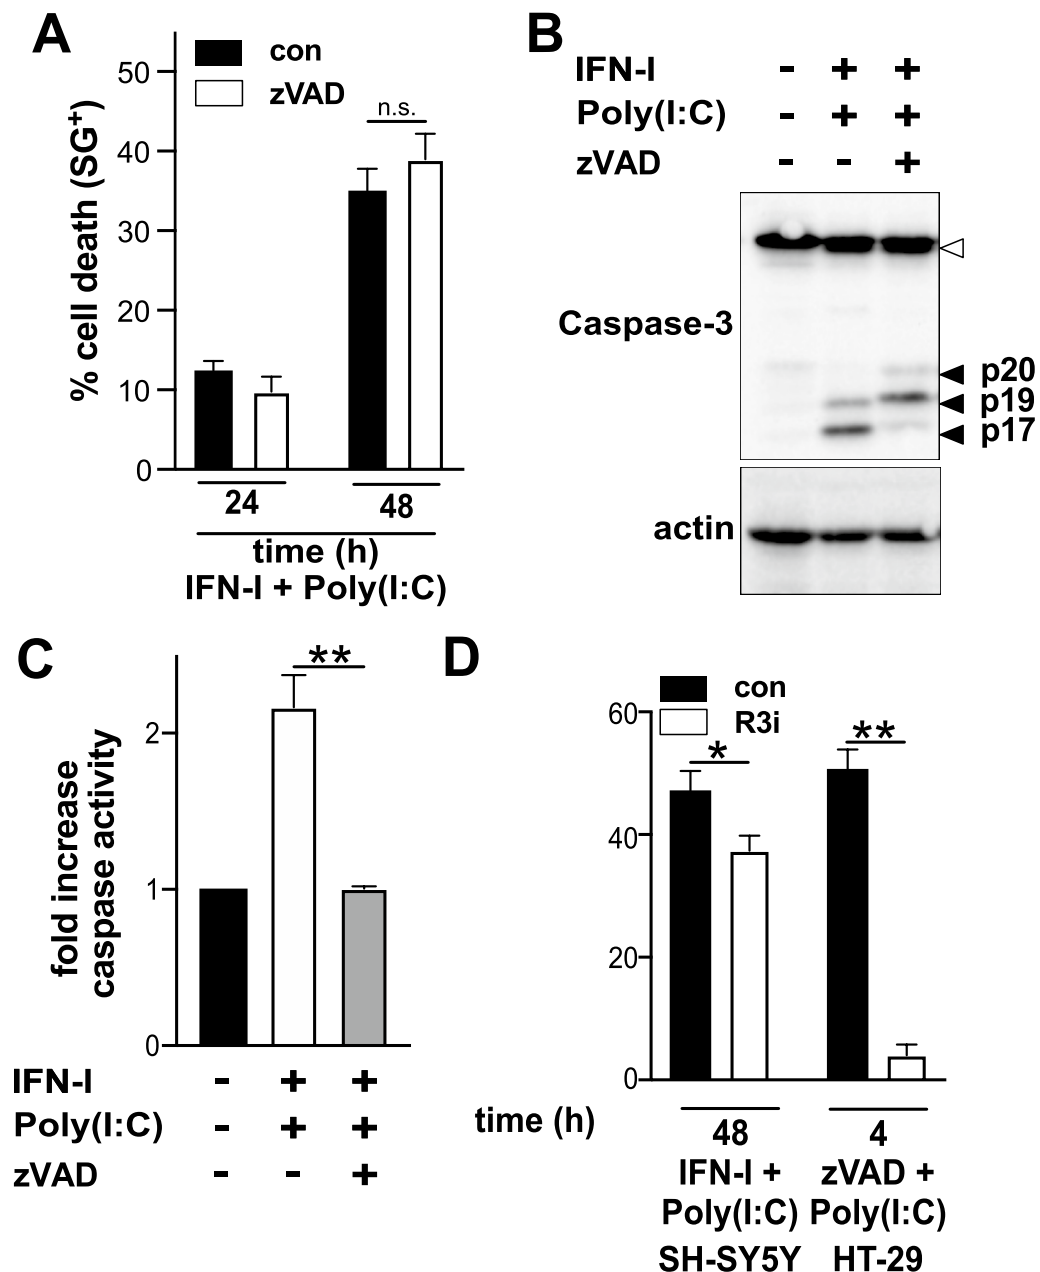 A
con
zVAD
n.s.
% cell death (SG+)
50
40
30
20
10
0
24
48
time (h)
IFN-I + Poly(I:C)
B
IFN-I - + +
Poly(I:C) - + +
zVAD - - +
Caspase-3
p20
p19
p17
actin
C
**
fold increase
caspase activity
2
1
0
IFN-I - + +
Poly(I:C) - + +
zVAD - - +
D
con
R3i
60
40
20
0
*
**
time (h)
48
4
IFN-I +
Poly(I:C)
SH-SY5Y
zVAD +
Poly(I:C)
HT-29